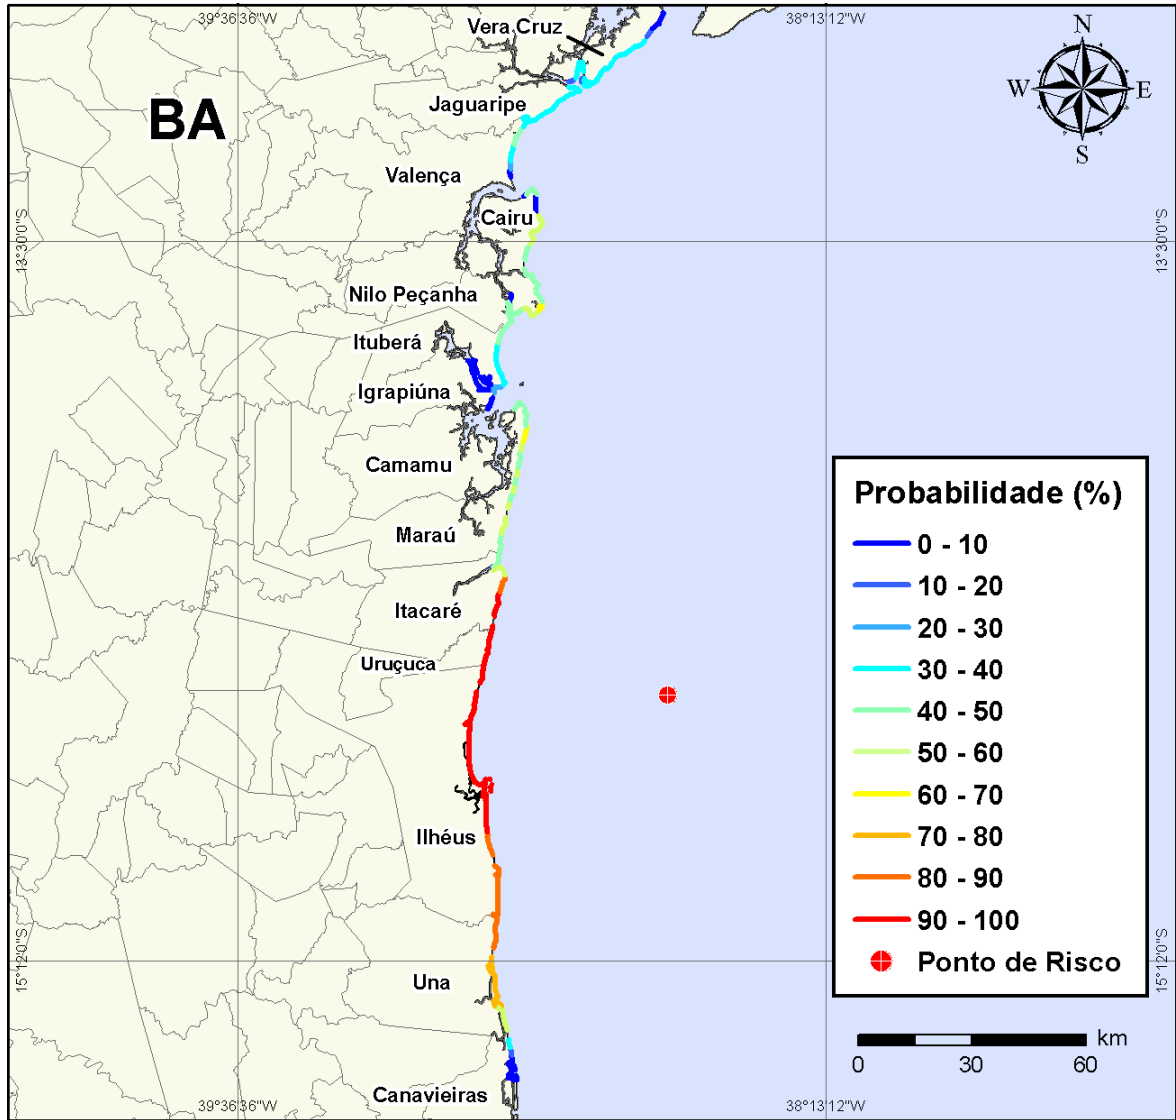 39°36'36"W
38°13'12"W
Vera Cruz
N
W
E
S
BA
Jaguaripe
Valença
Cairu
13°30'0"S
13°30'0"S
Nilo Peçanha
Ituberá
Igrapiúna
Camamu
Maraú
Itacaré
Uruçuca
Ilhéus
Una
Canavieiras
Probabilidade (%)
0 - 10
10 - 20
20 - 30
30 - 40
40 - 50
50 - 60
60 - 70
70 - 80
80 - 90
90 - 100
Ponto de Risco
15°12'0"S
15°12'0"S
km
0 30 60
39°36'36"W
38°13'12"W